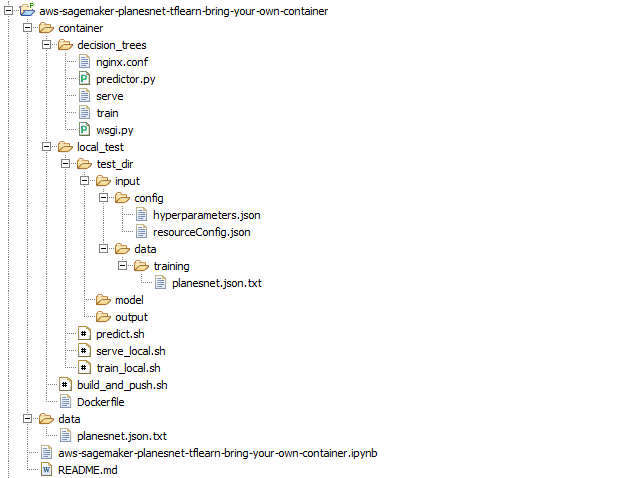 aws-sagemaker-planesnet-tflearn-bring-your-own-container
container
decision_trees
nginx.conf
predictor.py
serve
train
wsgi.py
local_test
test_dir
input
config
hyperparameters.json
resourceConfig.json
data
training
planesnet.json.txt
model
output
predict.sh
serve_local.sh
train_local.sh
build_and_push.sh
Dockerfile
data
planesnet.json.txt
aws-sagemaker-planesnet-tflearn-bring-your-own-container.ipynb
README.md